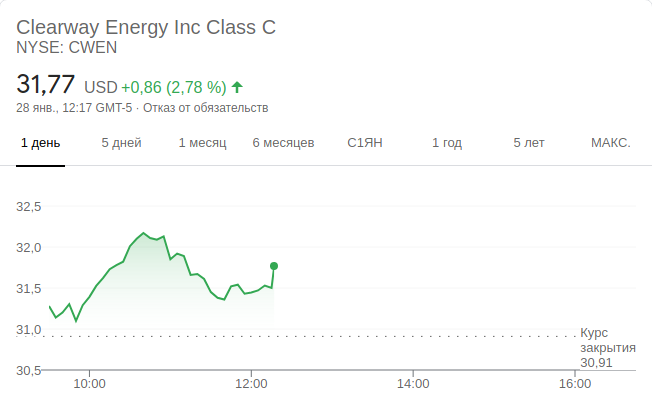 Clearway Energy Inc Class C
NYSE: CWEN
31,77 USD +0,86 (2,78 %)
28 янв., 12:17 GMT-5 · Отказ от обязательств
1 день 5 дней 1 месяц 6 месяцев С1ЯН 1 год 5 лет МАКС.
32,5
32,0
31,5
31,0
Курс
закрытия
30,91
30,5
10:00 12:00 14:00 16:00